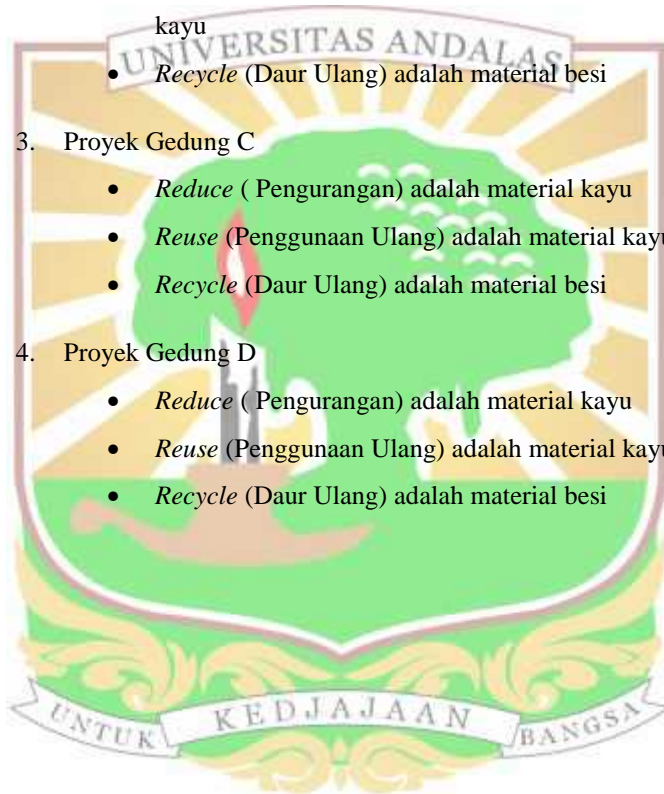 kayu
UNIVERSITAS ANDALAS
• Recycle (Daur Ulang) adalah material besi
3. Proyek Gedung C
• Reduce ( Pengurangan) adalah material kayu
• Reuse (Penggunaan Ulang) adalah material kayu
• Recycle (Daur Ulang) adalah material besi
4. Proyek Gedung D
• Reduce ( Pengurangan) adalah material kayu
• Reuse (Penggunaan Ulang) adalah material kayu
• Recycle (Daur Ulang) adalah material besi
UNTUK KEDJAJAAN BANGSA